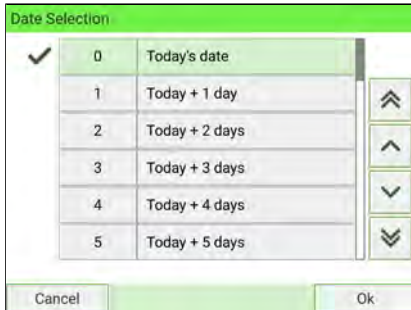 Date Selection
0 Today's date
1 Today + 1 day
2 Today + 2 days
3 Today + 3 days
4 Today + 4 days
5 Today + 5 days
Cancel Ok